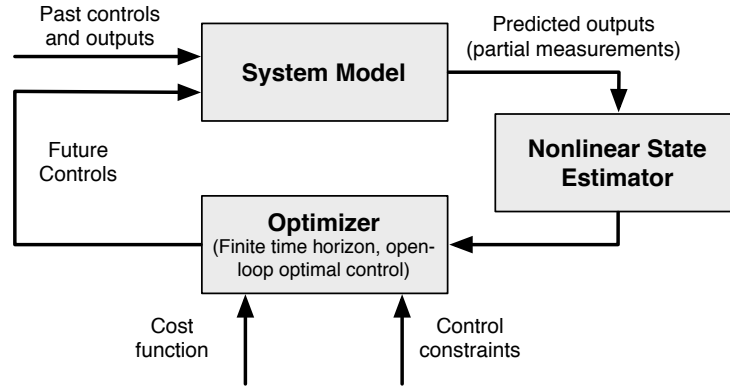 Past controls
and outputs
System Model
Predicted outputs
(partial measurements)
Nonlinear State
Estimator
Future
Controls
Optimizer
(Finite time horizon, open-
loop optimal control)
Cost
function
Control
constraints